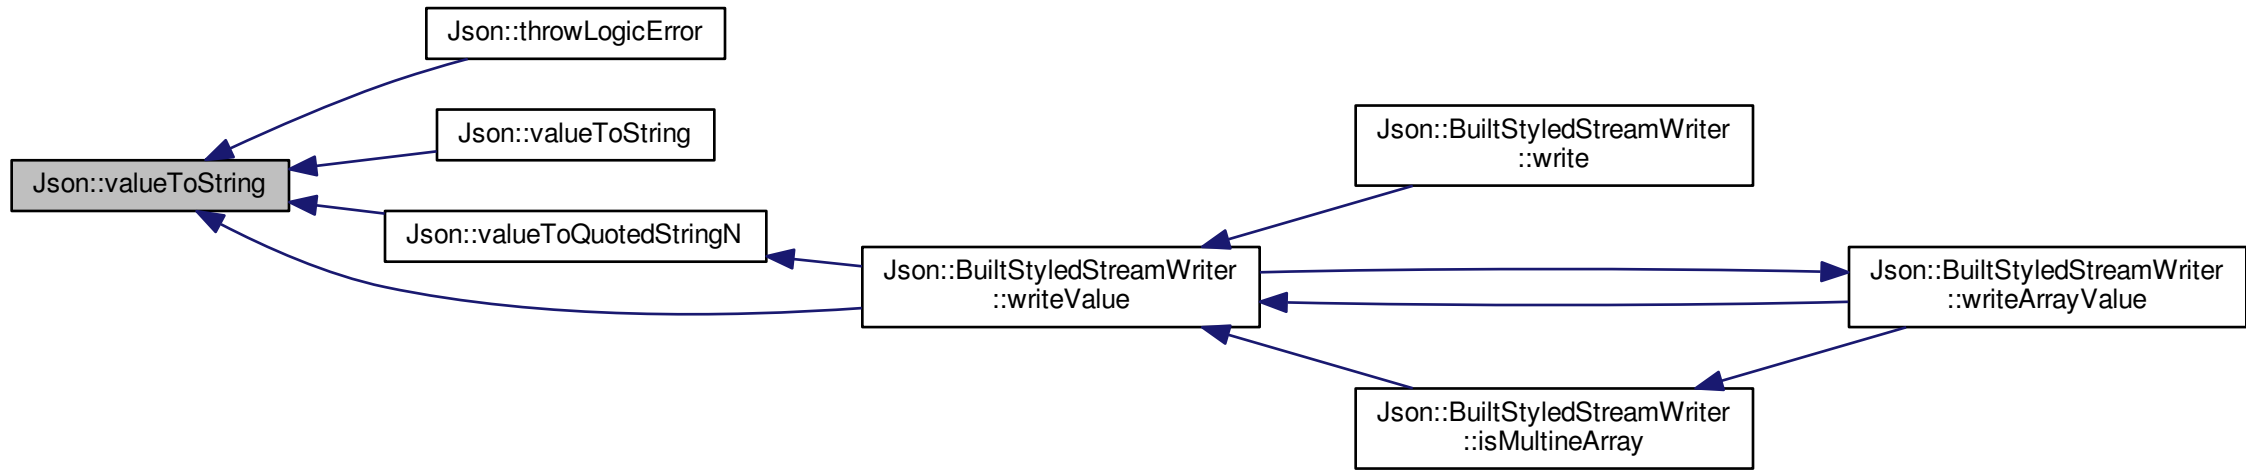 Json::throwLogicError
Json::valueToString
Json::valueToString
Json::valueToQuotedStringN
Json::BuiltStyledStreamWriter
::writeValue
Json::BuiltStyledStreamWriter
::write
Json::BuiltStyledStreamWriter
::writeArrayValue
Json::BuiltStyledStreamWriter
::isMultineArray